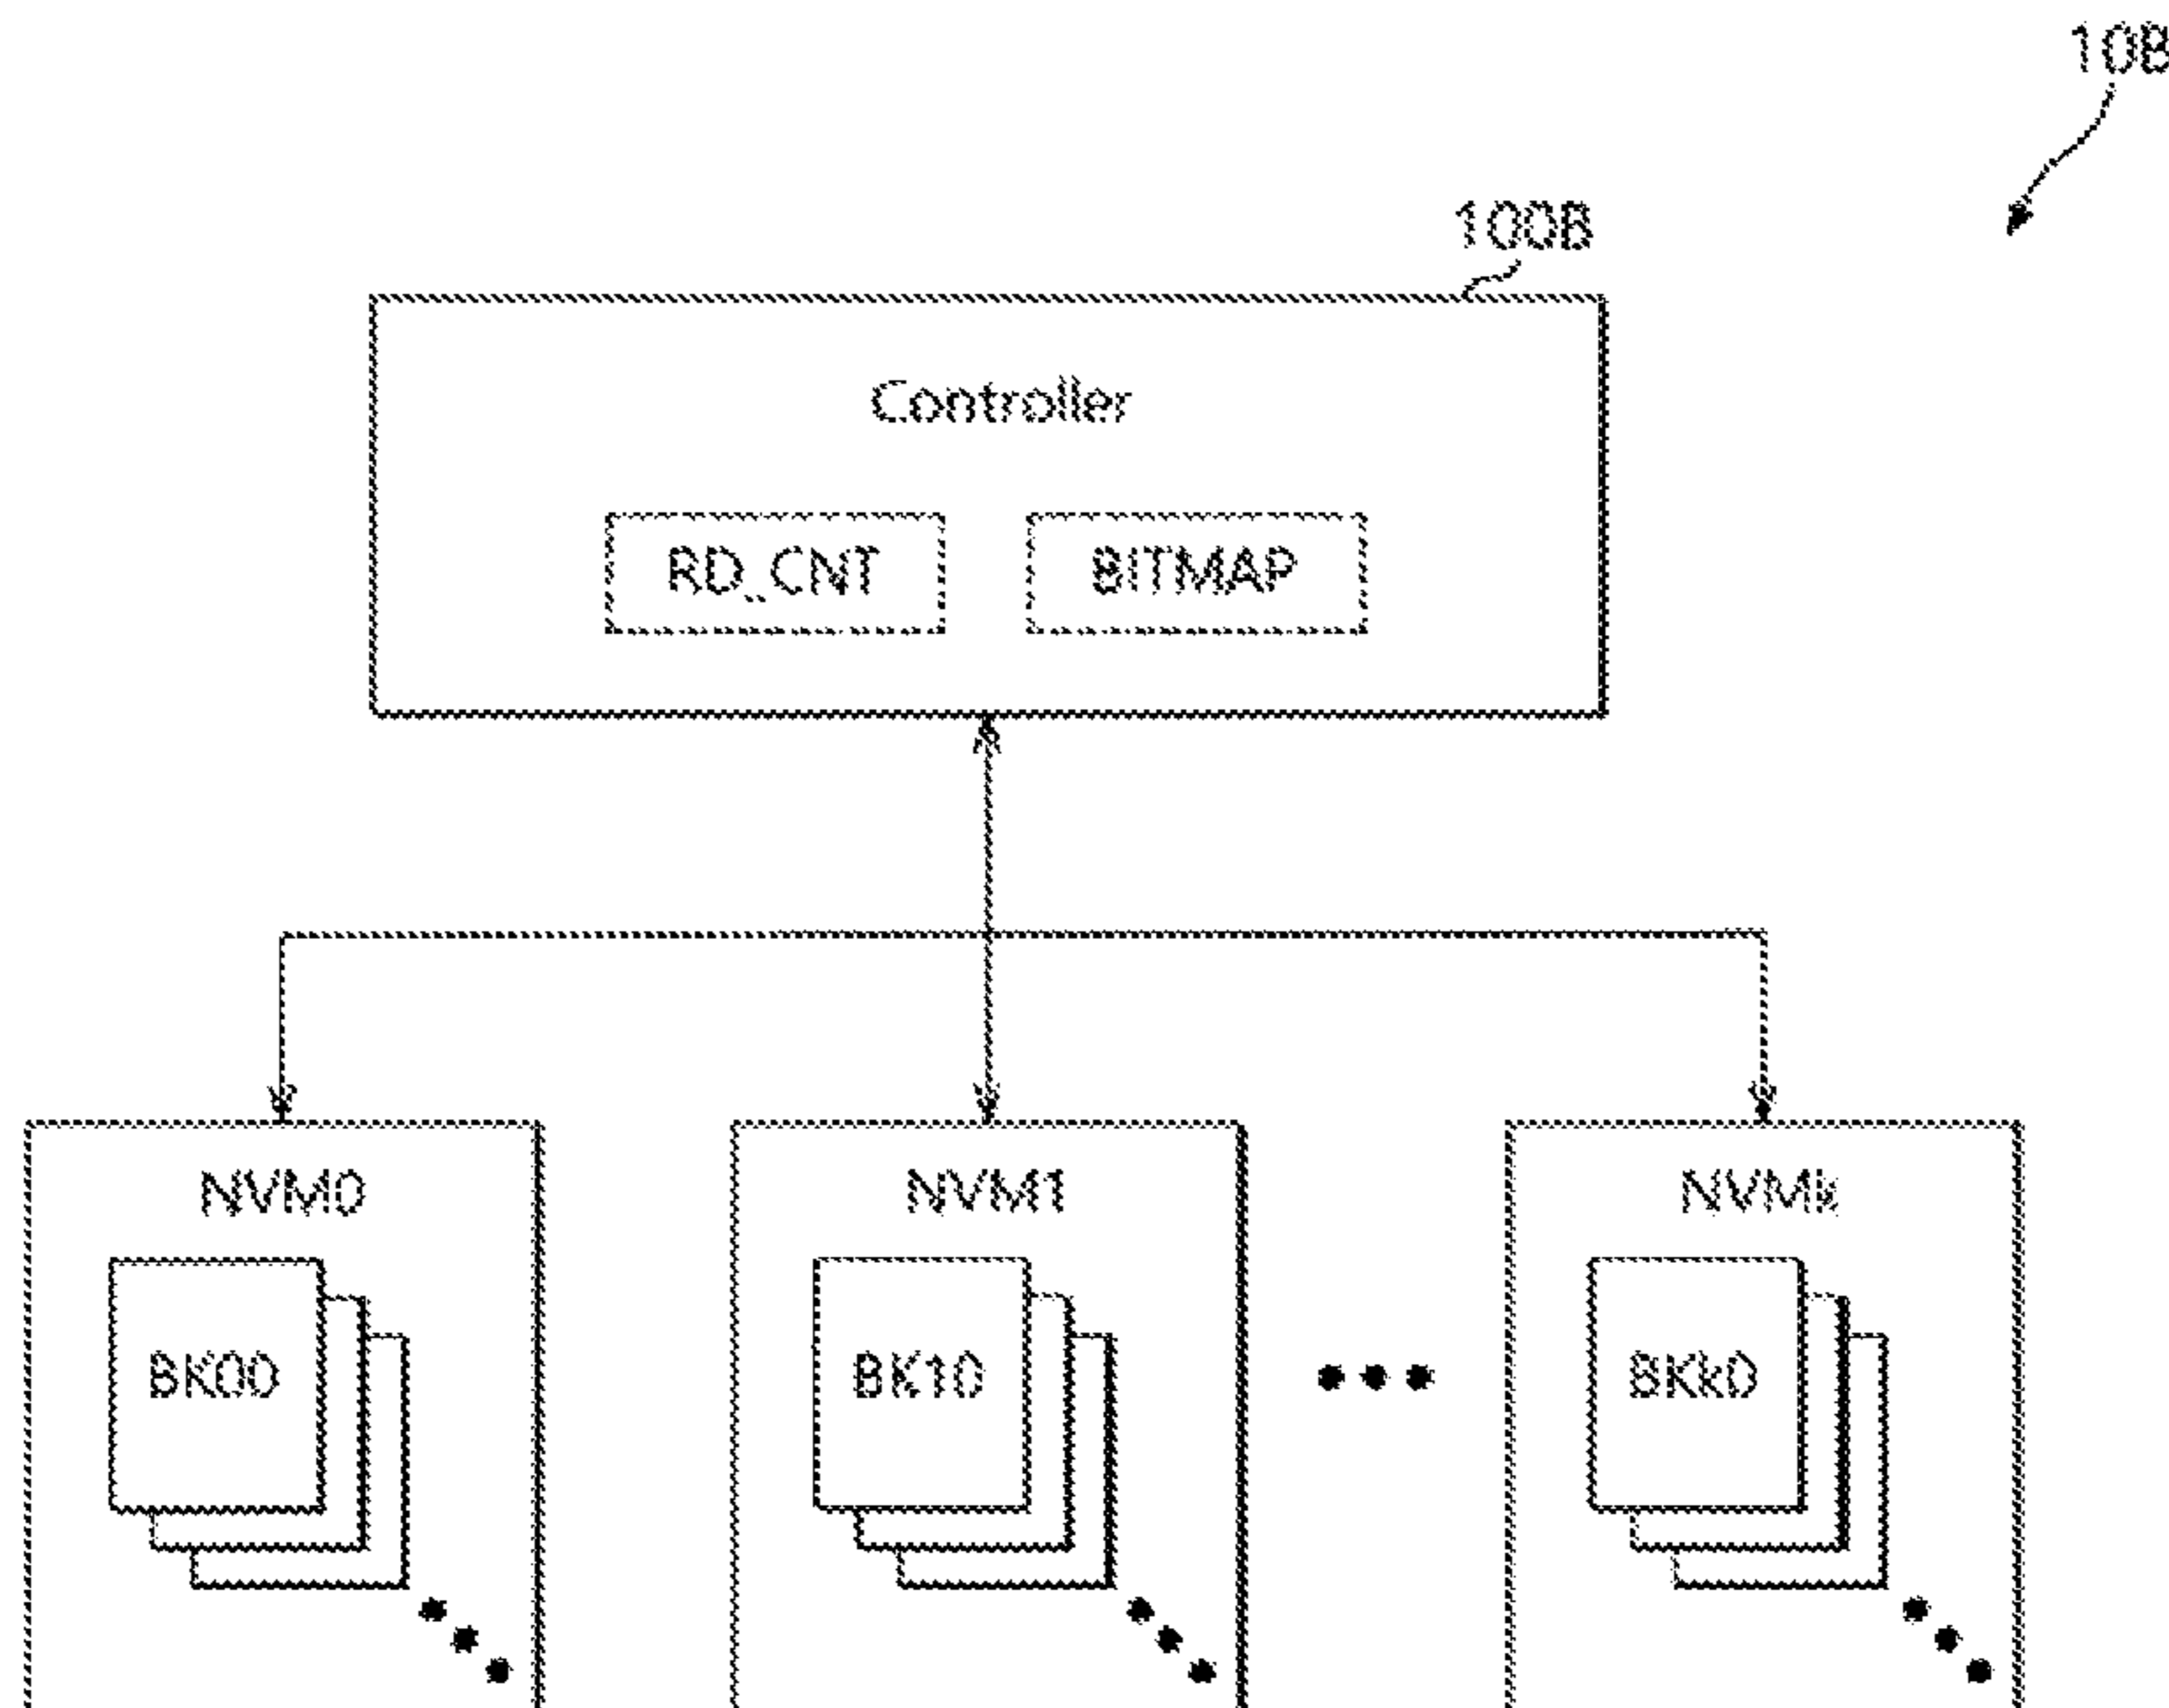 10B
100B
Controller
RD_CNT BITMAP
NVM0 NVM1 NVMk
BK00 BK10 BKk0